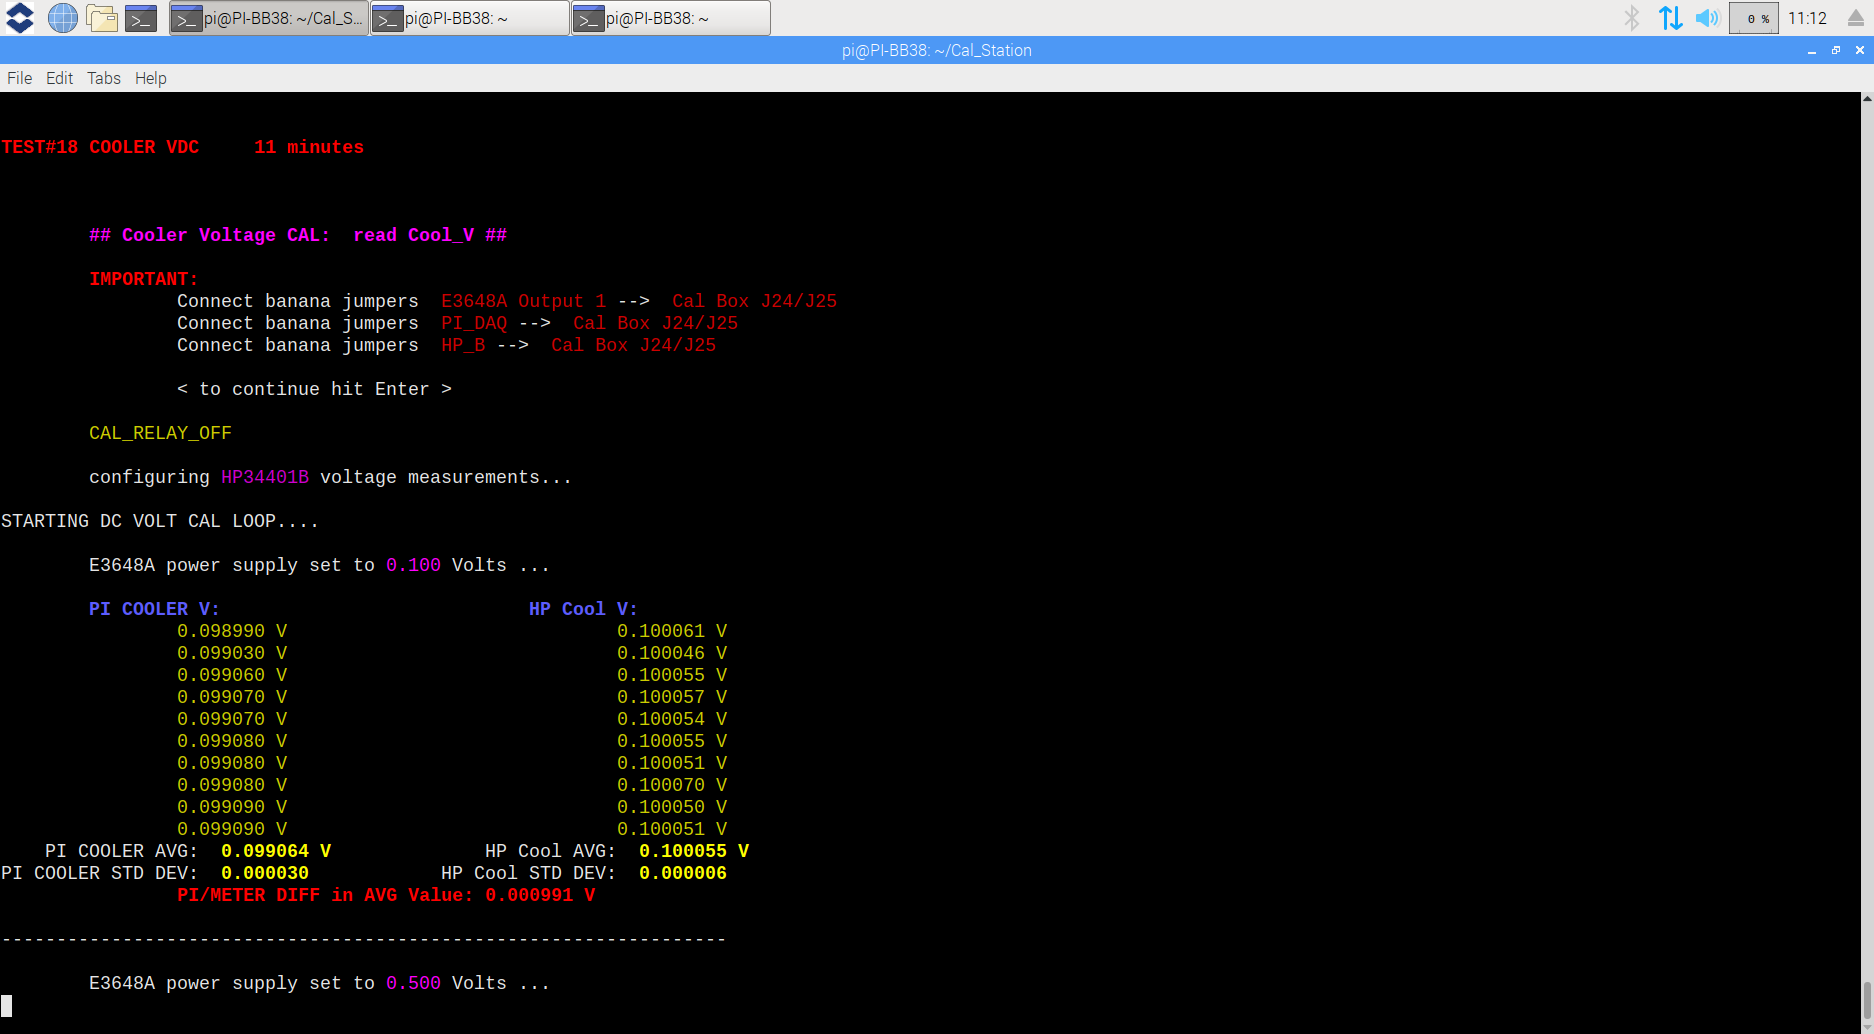 pi@PI-BB38: ~/Cal_S... pi@PI-BB38: ~ pi@PI-BB38: ~ 0 % 11:12
pi@PI-BB38: ~/Cal_Station
File Edit Tabs Help
TEST#18 COOLER VDC 11 minutes
## Cooler Voltage CAL: read Cool_V ##
IMPORTANT:
Connect banana jumpers E3648A Output 1 --> Cal Box J24/J25
Connect banana jumpers PI_DAQ --> Cal Box J24/J25
Connect banana jumpers HP_B --> Cal Box J24/J25
< to continue hit Enter >
CAL_RELAY_OFF
configuring HP34401B voltage measurements...
STARTING DC VOLT CAL LOOP....
E3648A power supply set to 0.100 Volts ...
PI COOLER V: HP Cool V:
0.098990 V 0.100061 V
0.099030 V 0.100046 V
0.099060 V 0.100055 V
0.099070 V 0.100057 V
0.099070 V 0.100054 V
0.099080 V 0.100055 V
0.099080 V 0.100051 V
0.099080 V 0.100070 V
0.099090 V 0.100050 V
0.099090 V 0.100051 V
PI COOLER AVG: 0.099064 V HP Cool AVG: 0.100055 V
PI COOLER STD DEV: 0.000030 HP Cool STD DEV: 0.000006
PI/METER DIFF in AVG Value: 0.000991 V
------------------------------------------------------------------
E3648A power supply set to 0.500 Volts ...